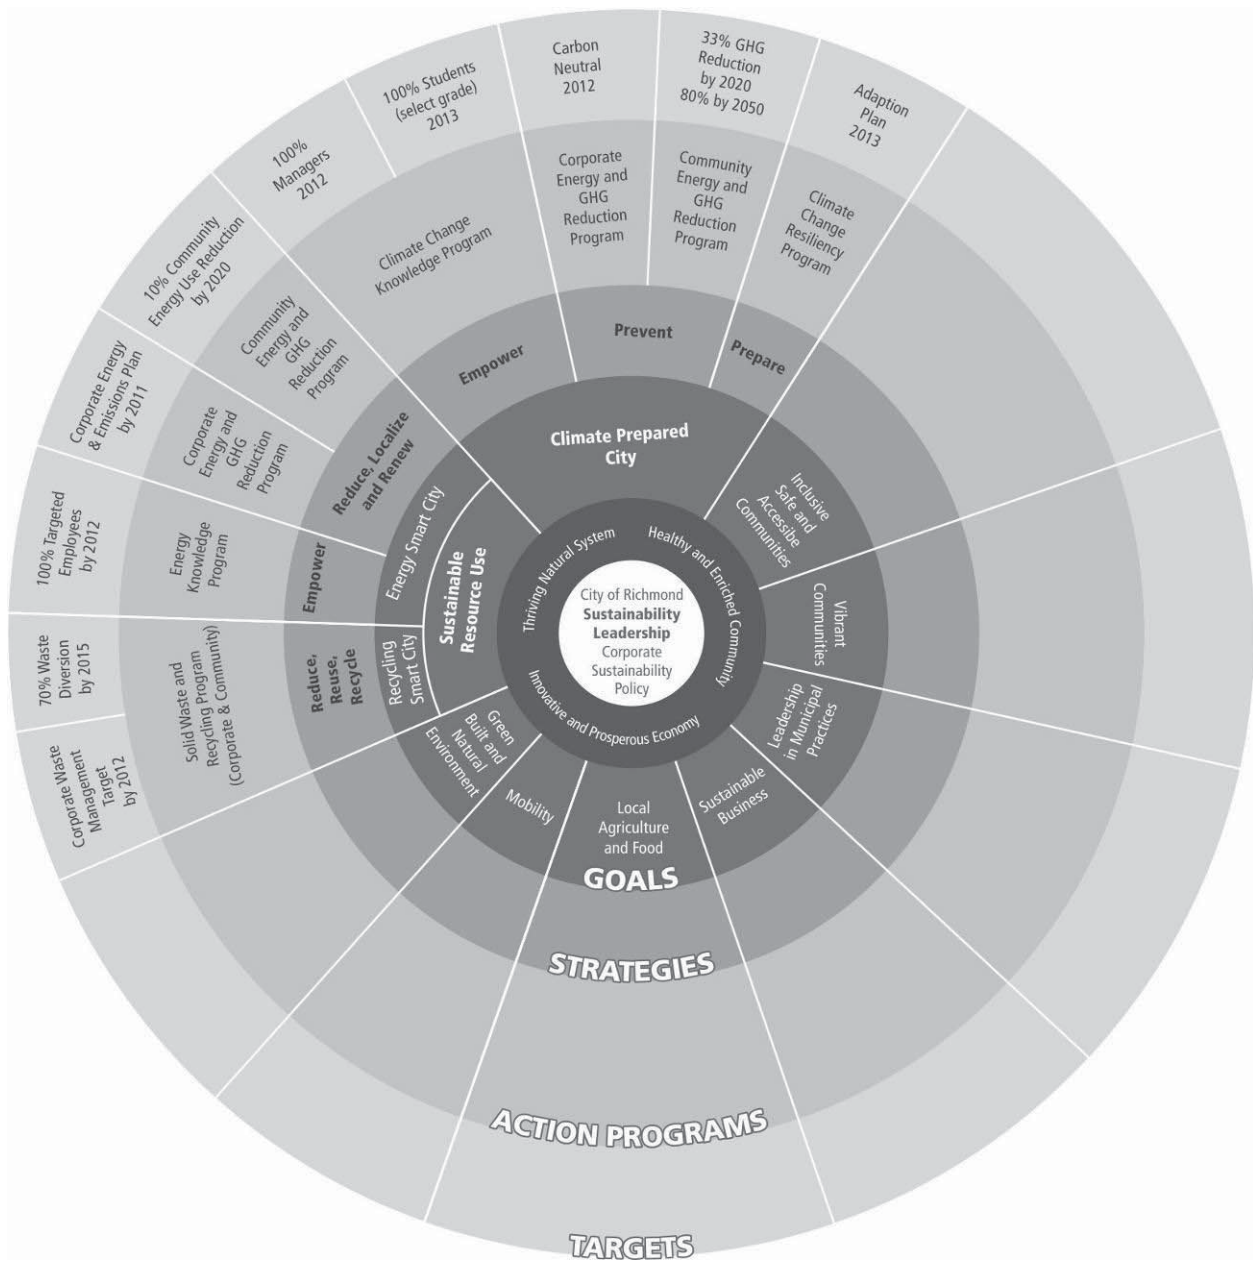 Carbon
Neutral
2012
33% GHG
Reduction
by 2020
80% by 2050
Adaption
Plan
2013
100% Students
(select grade)
2013
100%
Managers
2012
10% Community
Energy Use Reduction
by 2020
Corporate Energy
& Emissions Plan
by 2011
100% Targeted
Employees
by 2012
70% Waste
Diversion
by 2015
Corporate Waste
Management
Target
by 2012
Corporate
Energy and
GHG
Reduction
Program
Community
Energy and
GHG
Reduction
Program
Climate
Change
Resiliency
Program
Climate Change
Knowledge Program
Community
Energy and
GHG
Reduction
Program
Corporate
Energy and
GHG
Reduction
Program
Energy
Knowledge
Program
Solid Waste and
Recycling Program
(Corporate & Community)
Empower
Prevent
Prepare
Reduce, Localize
and Renew
Empower
Reduce,
Reuse,
Recycle
Climate Prepared
City
Energy Smart City
Sustainable
Resource Use
Recycling
Smart City
Inclusive
Safe and
Accessibe
Communities
Vibrant
Communities
Leadership
in Municipal
Practices
Sustainable
Business
Local
Agriculture
and Food
Mobility
Green
Built and
Natural
Environment
Thriving Natural System
Healthy and Enriched Community
Innovative and Prosperous Economy
City of Richmond
Sustainability
Leadership
Corporate
Sustainability
Policy
GOALS
STRATEGIES
ACTION PROGRAMS
TARGETS